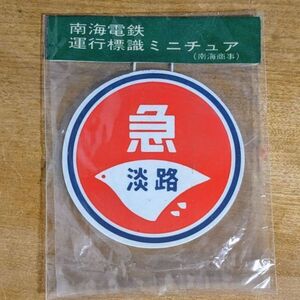 南海電鉄
運行標識ミニチュア
（南海商事）
急
淡路